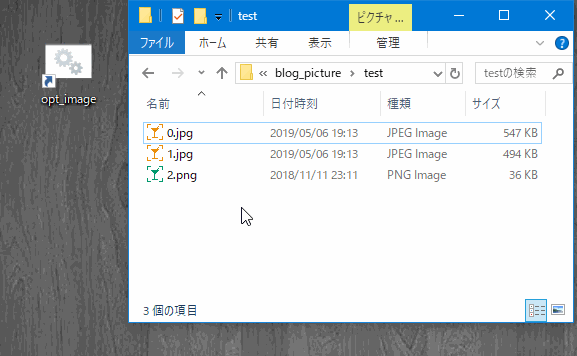 test
ピクチャ...
ファイル ホーム 共有 表示 管理
« blog_picture › test
testの検索
opt_image
名前 日付時刻 種類 サイズ
0.jpg 2019/05/06 19:13 JPEG Image 547 KB
1.jpg 2019/05/06 19:13 JPEG Image 494 KB
2.png 2018/11/11 23:11 PNG Image 36 KB
3 個の項目